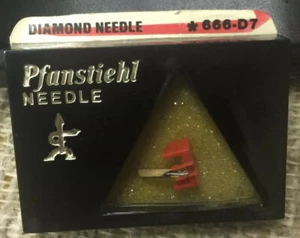 DIAMOND NEEDLE * 666-D7
Pfanstiehl
NEEDLE